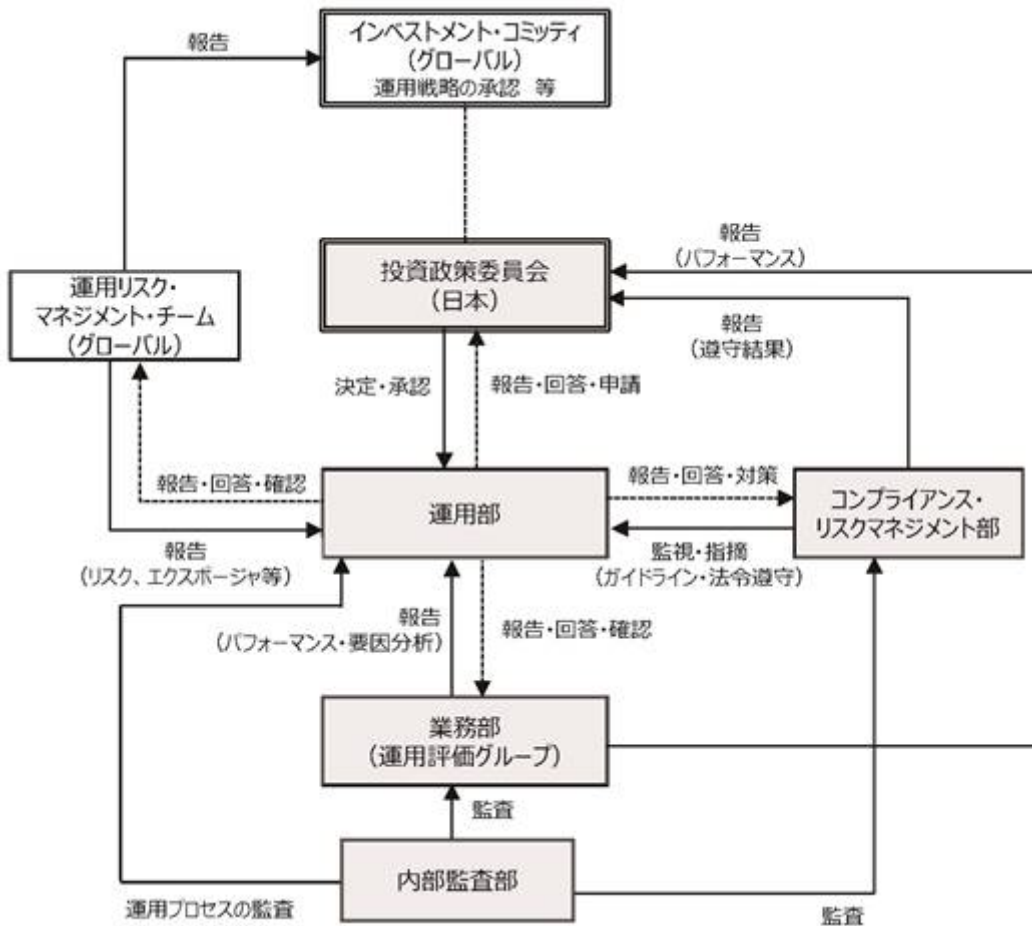 報告
インベストメント・コミッティ
(グローバル)
運用戦略の承認 等
報告
(パフォーマンス)
投資政策委員会
(日本)
運用リスク・
マネジメント・チーム
(グローバル)
報告
(遵守結果)
決定・承認
報告・回答・申請
報告・回答・確認
運用部
報告・回答・対策
コンプライアンス・
リスクマネジメント部
報告
(リスク、エクスポージャ等)
監視・指摘
(ガイドライン・法令遵守)
報告
(パフォーマンス・要因分析)
報告・回答・確認
業務部
(運用評価グループ)
監査
内部監査部
運用プロセスの監査
監査